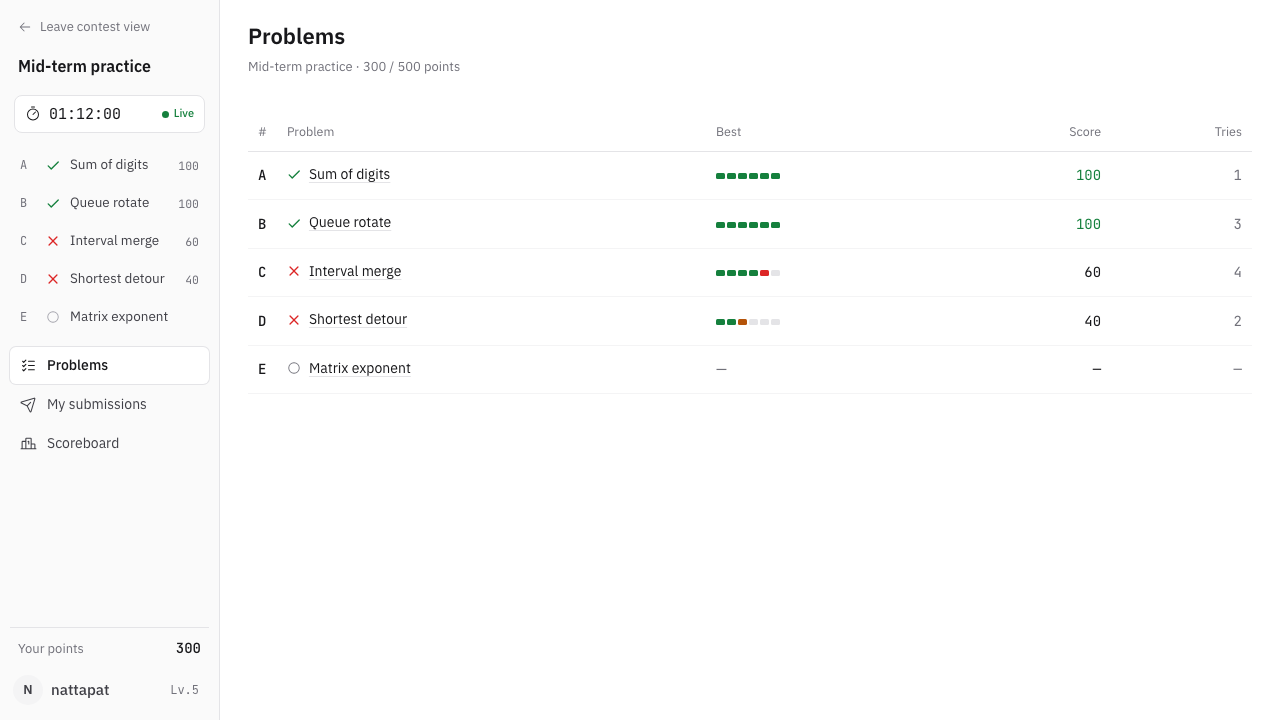 Leave contest view
Mid-term practice
01:12:00 Live
A Sum of digits 100
B Queue rotate 100
C Interval merge 60
D Shortest detour 40
E Matrix exponent
Problems
My submissions
Scoreboard
Your points 300
N nattapat Lv.5
Problems
Mid-term practice · 300 / 500 points
# Problem Best Score Tries
A Sum of digits 100 1
B Queue rotate 100 3
C Interval merge 60 4
D Shortest detour 40 2
E Matrix exponent — — —